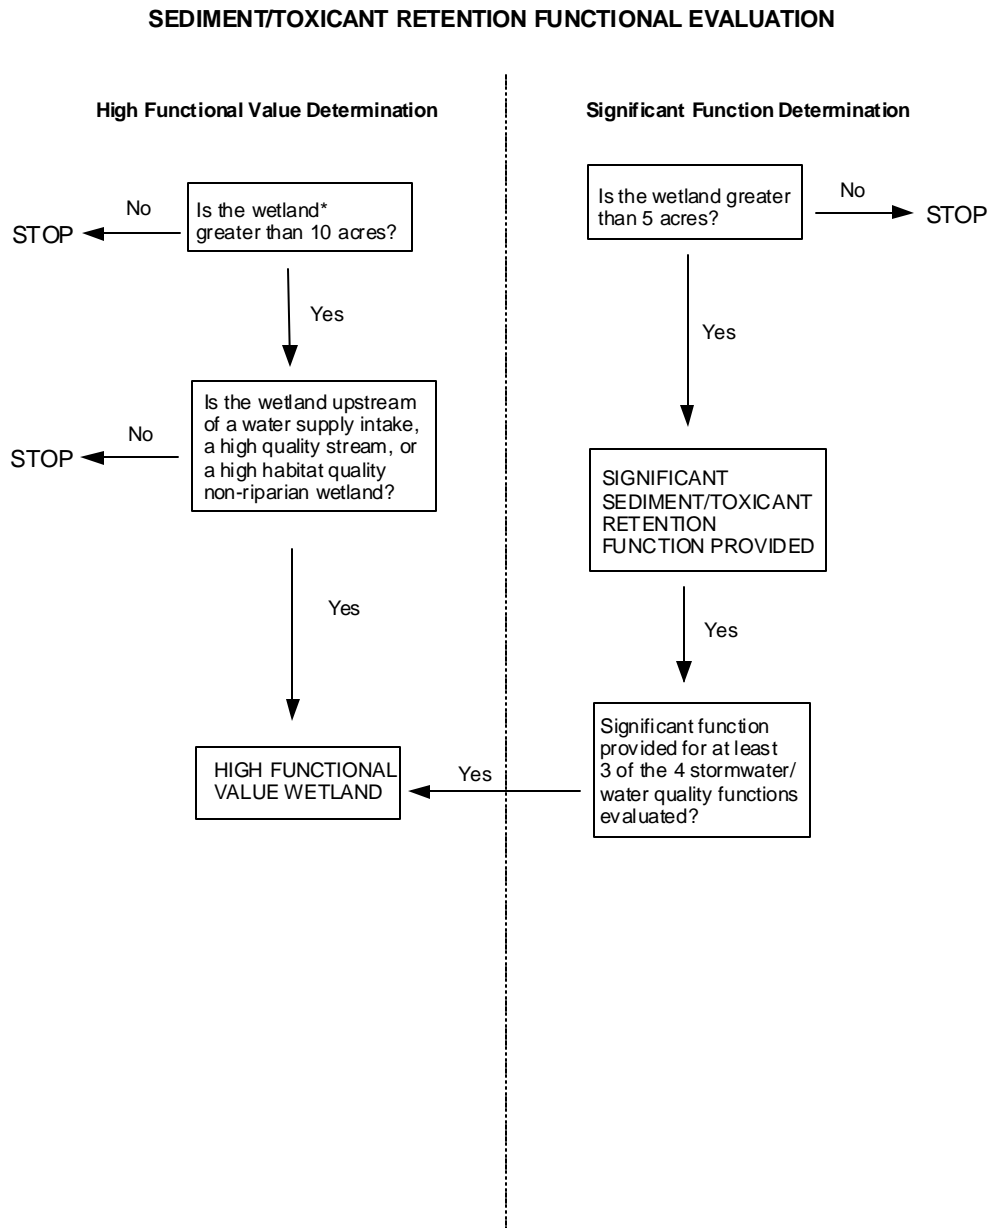 SEDIMENT/TOXICANT RETENTION FUNCTIONAL EVALUATION
High Functional Value Determination
Is the wetland*
greater than 10 acres?
No
STOP
Yes
Is the wetland upstream
of a water supply intake,
a high quality stream, or
a high habitat quality
non-riparian wetland?
No
STOP
Yes
HIGH FUNCTIONAL
VALUE WETLAND
Significant Function Determination
Is the wetland greater
than 5 acres?
No
STOP
Yes
SIGNIFICANT
SEDIMENT/TOXICANT
RETENTION
FUNCTION PROVIDED
Yes
Significant function
provided for at least
3 of the 4 stormwater/
water quality functions
evaluated?
Yes